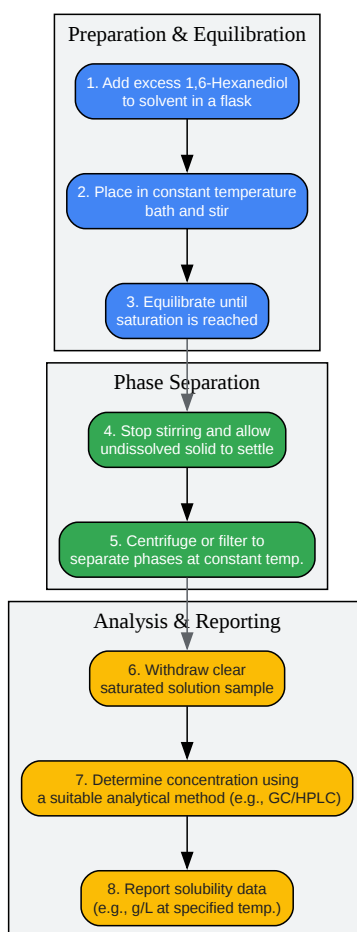 Preparation & Equilibration
1. Add excess 1,6-Hexanediol
to solvent in a flask
2. Place in constant temperature
bath and stir
3. Equilibrate until
saturation is reached
Phase Separation
4. Stop stirring and allow
undissolved solid to settle
5. Centrifuge or filter to
separate phases at constant temp.
Analysis & Reporting
6. Withdraw clear
saturated solution sample
7. Determine concentration using
a suitable analytical method (e.g., GC/HPLC)
8. Report solubility data
(e.g., g/L at specified temp.)